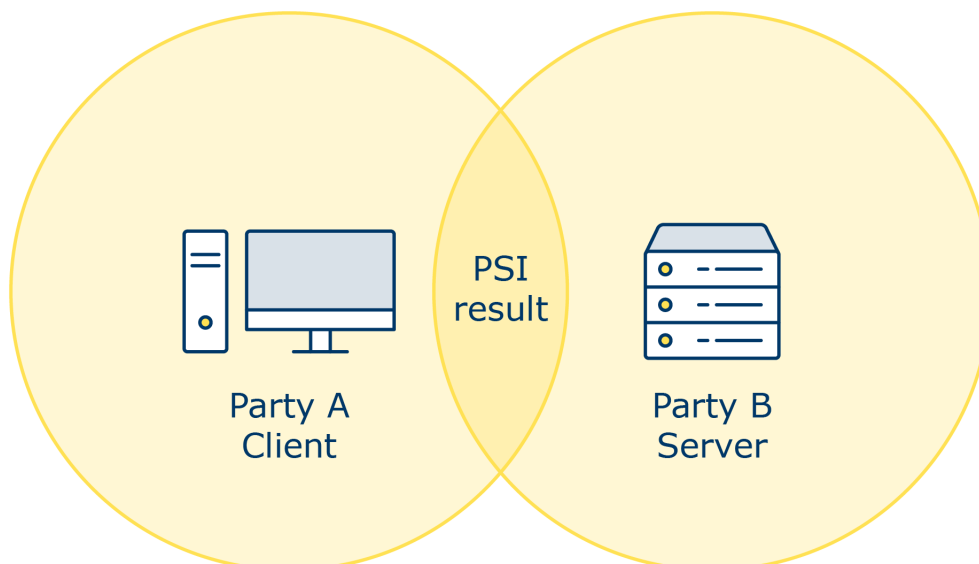 PSI
result
Party A
Client
Party B
Server